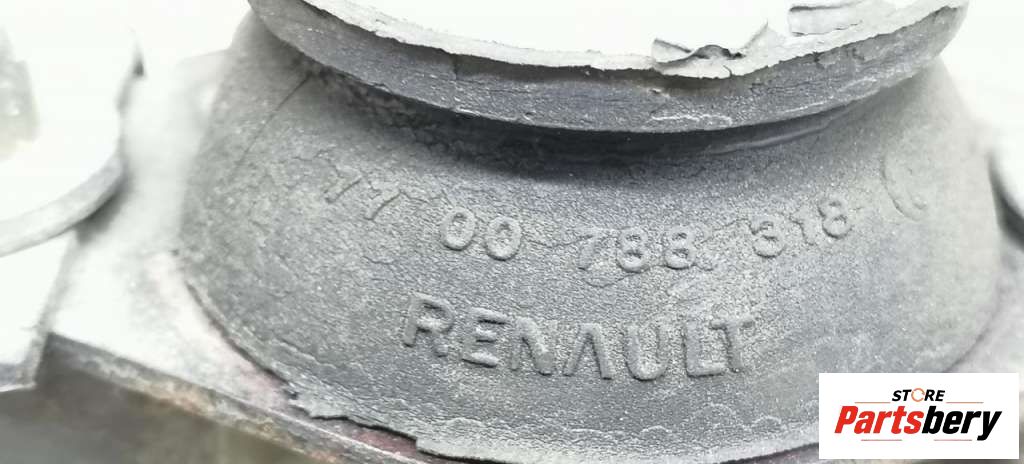 77 00 788 318 (
RENAULT
STORE
Partsbery